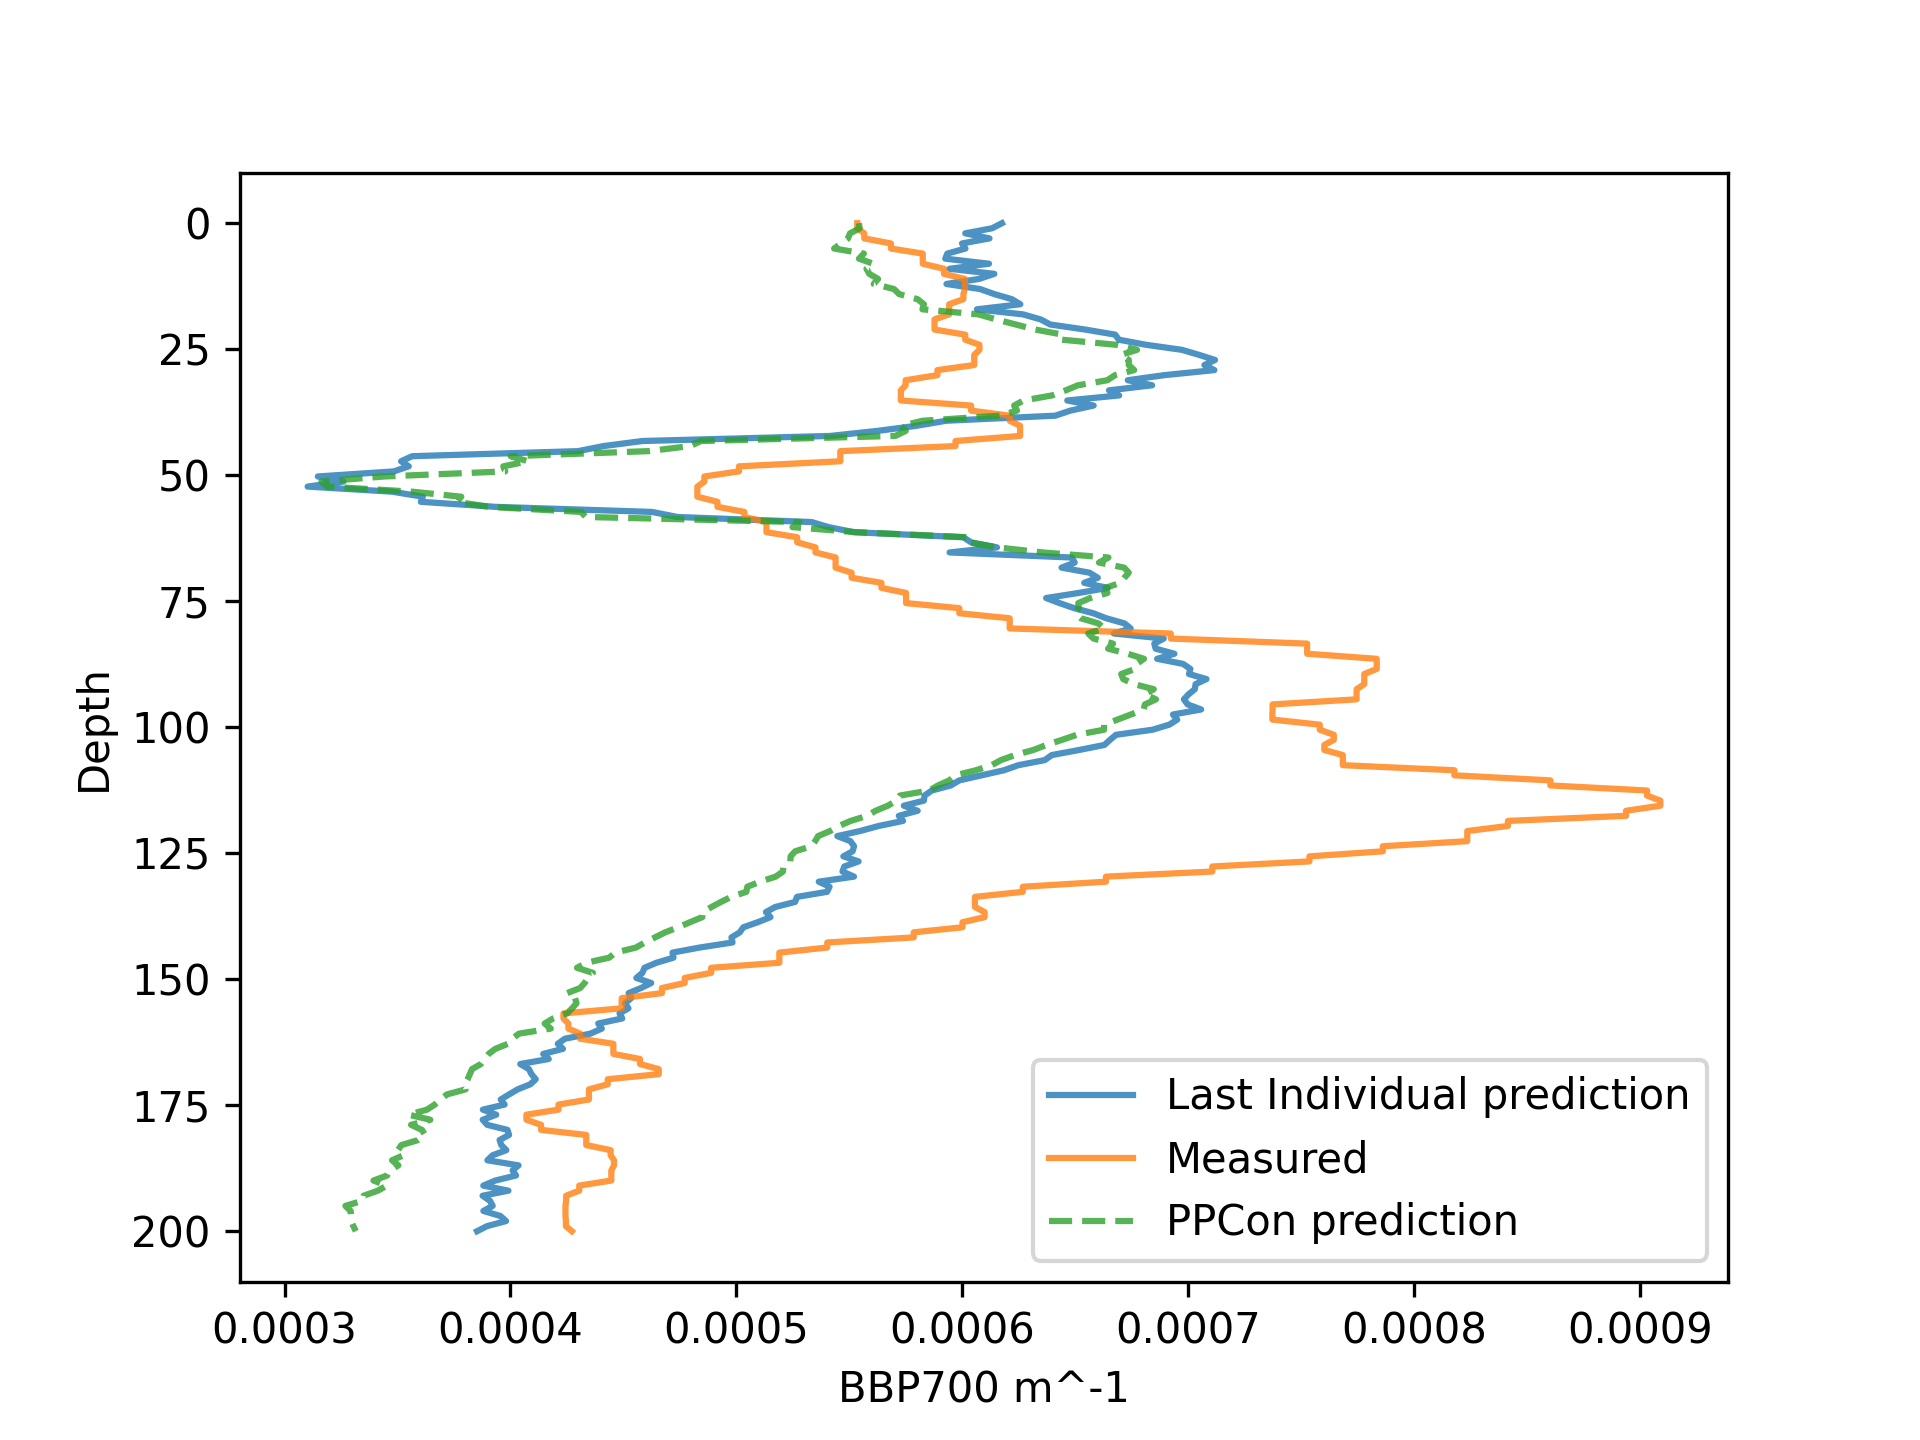 0
25
50
75
100
125
150
175
200
Depth
0.0003 0.0004 0.0005 0.0006 0.0007 0.0008 0.0009
BBP700 m^-1
Last Individual prediction
Measured
PPCon prediction